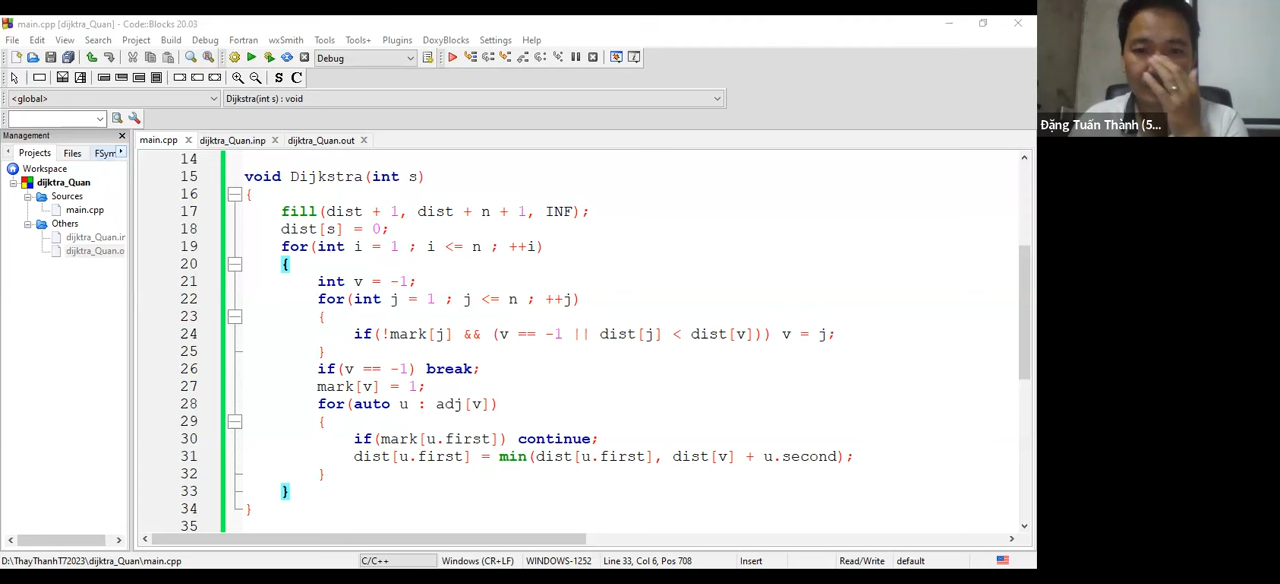 main.cpp [dijktra_Quan] - Code::Blocks 20.03
File Edit View Search Project Build Debug Fortran wxSmith Tools Tools+ Plugins DoxyBlocks Settings Help
Debug
S C
<global> Dijkstra(int s) : void
Management
main.cpp dijktra_Quan.inp dijktra_Quan.out
Projects Files FSym
Workspace
dijktra_Quan
Sources
main.cpp
Others
dijktra_Quan.in
dijktra_Quan.o
14
15 void Dijkstra(int s)
16 {
17 fill(dist + 1, dist + n + 1, INF);
18 dist[s] = 0;
19 for(int i = 1 ; i <= n ; ++i)
20 {
21 int v = -1;
22 for(int j = 1 ; j <= n ; ++j)
23 {
24 if(!mark[j] && (v == -1 || dist[j] < dist[v])) v = j;
25 }
26 if(v == -1) break;
27 mark[v] = 1;
28 for(auto u : adj[v])
29 {
30 if(mark[u.first]) continue;
31 dist[u.first] = min(dist[u.first], dist[v] + u.second);
32 }
33 }
34 }
35
D:\ThayThanhT72023\dijktra_Quan\main.cpp C/C++ Windows (CR+LF) WINDOWS-1252 Line 33, Col 6, Pos 708 Insert Read/Write default
Đặng Tuấn Thành (5...